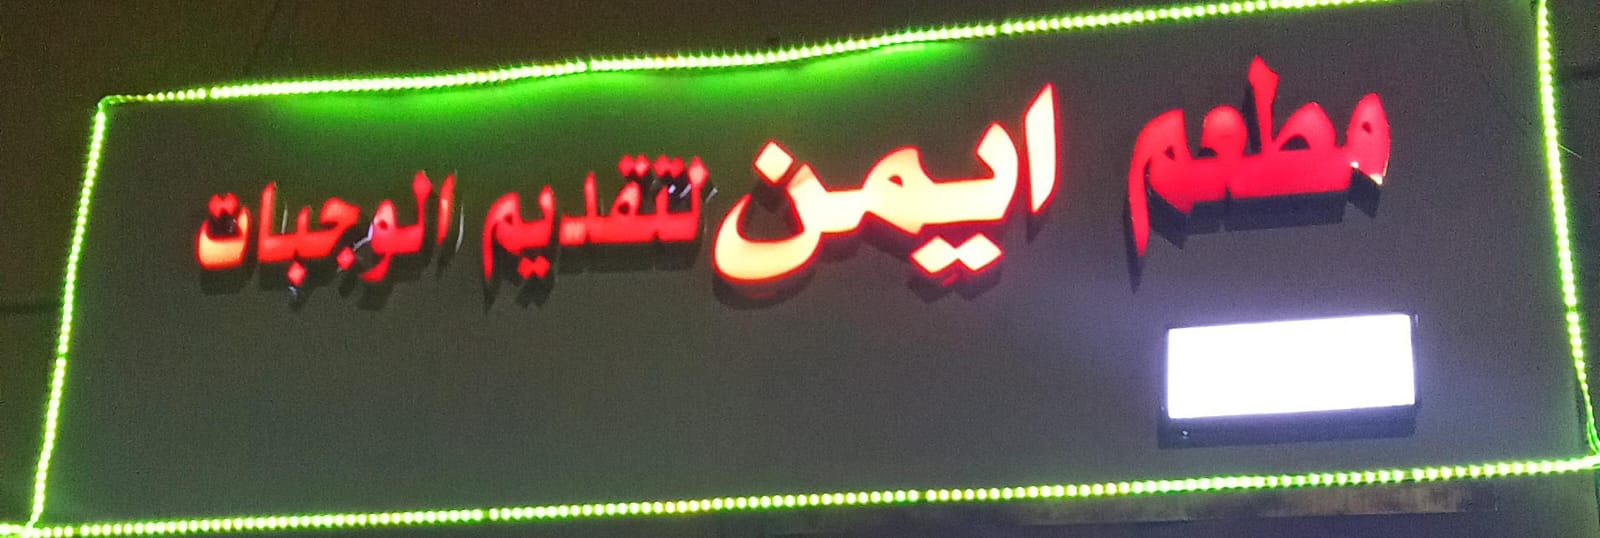 مطعم ايمن لتقديم الوجبات